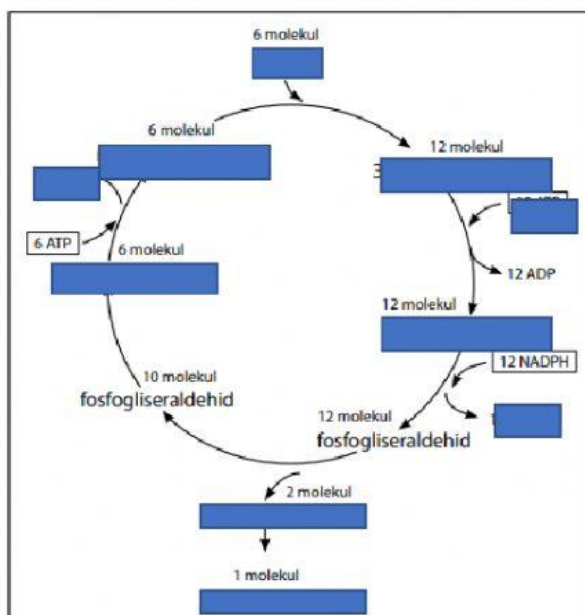 6 molekul
6 molekul
12 molekul
6 ATP
6 molekul
12 ADP
12 molekul
12 NADPH
10 molekul
fosfogliseraldehid
12 molekul
fosfogliseraldehid
2 molekul
1 molekul